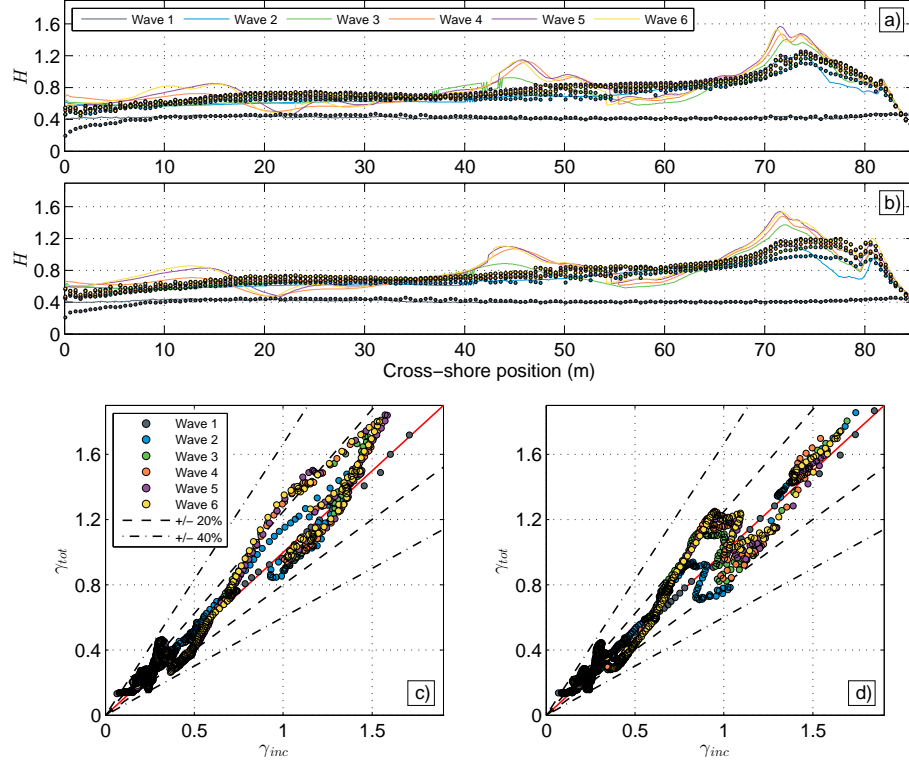 Wave 1 Wave 2 Wave 3 Wave 4 Wave 5 Wave 6
a)
1.6
1.2
0.8
0.4
0
H
0 10 20 30 40 50 60 70 80
b)
1.6
1.2
0.8
0.4
0
H
0 10 20 30 40 50 60 70 80
Cross−shore position (m)
Wave 1
Wave 2
Wave 3
Wave 4
Wave 5
Wave 6
+/− 20%
+/− 40%
1.6
1.2
0.8
0.4
0
γtot
c)
0 0.5 1 1.5
γinc
1.6
1.2
0.8
0.4
0
γtot
d)
0 0.5 1 1.5
γinc